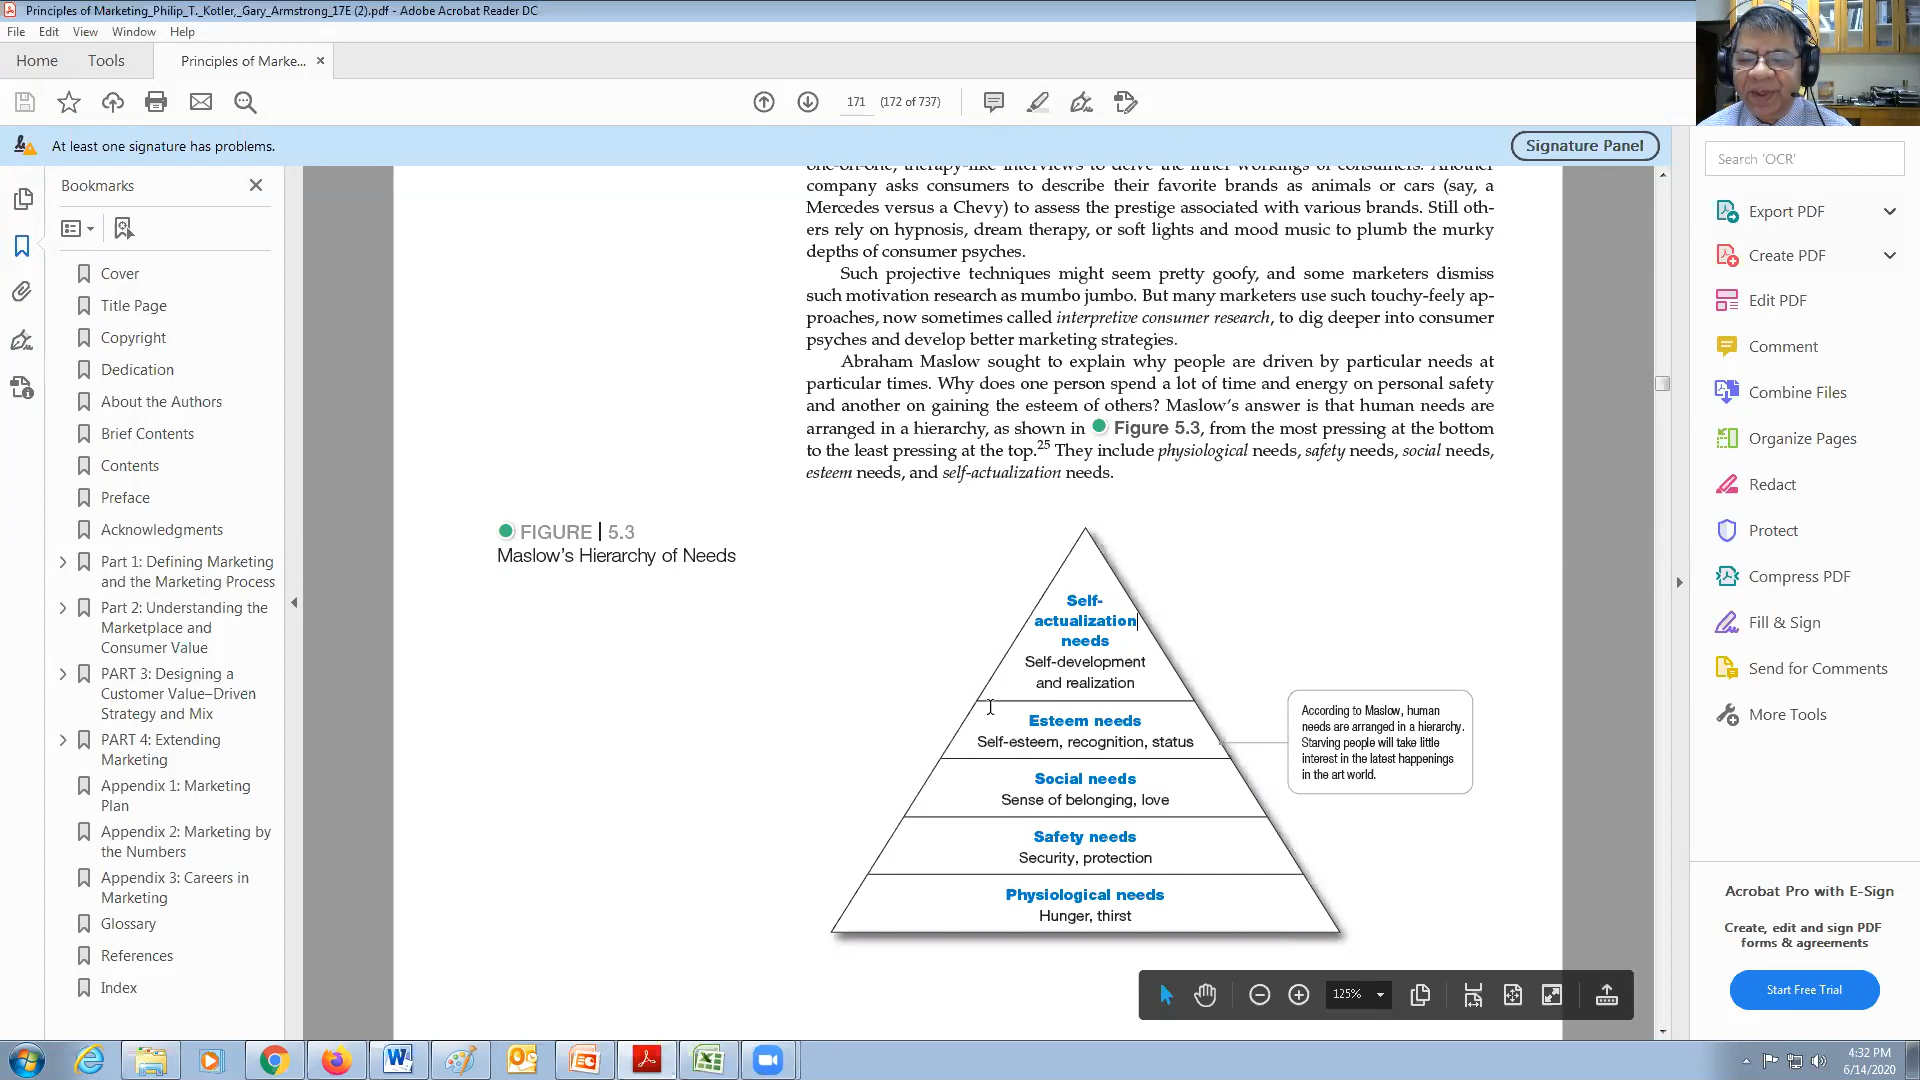 Principles of Marketing_Philip_T._Kotler,_Gary_Armstrong_17E (2).pdf - Adobe Acrobat Reader DC
File Edit View Window Help
Home Tools Principles of Marke... ×
171 (172 of 737)
At least one signature has problems.
Signature Panel
Bookmarks
Cover
Title Page
Copyright
Dedication
About the Authors
Brief Contents
Contents
Preface
Acknowledgments
Part 1: Defining Marketing
and the Marketing Process
Part 2: Understanding the
Marketplace and
Consumer Value
PART 3: Designing a
Customer Value–Driven
Strategy and Mix
PART 4: Extending
Marketing
Appendix 1: Marketing
Plan
Appendix 2: Marketing by
the Numbers
Appendix 3: Careers in
Marketing
Glossary
References
Index
one-on-one, therapy-like interviews to delve the inner workings of consumers. Another
company asks consumers to describe their favorite brands as animals or cars (say, a
Mercedes versus a Chevy) to assess the prestige associated with various brands. Still oth-
ers rely on hypnosis, dream therapy, or soft lights and mood music to plumb the murky
depths of consumer psyches.
Such projective techniques might seem pretty goofy, and some marketers dismiss
such motivation research as mumbo jumbo. But many marketers use such touchy-feely ap-
proaches, now sometimes called interpretive consumer research, to dig deeper into consumer
psyches and develop better marketing strategies.
Abraham Maslow sought to explain why people are driven by particular needs at
particular times. Why does one person spend a lot of time and energy on personal safety
and another on gaining the esteem of others? Maslow's answer is that human needs are
arranged in a hierarchy, as shown in Figure 5.3, from the most pressing at the bottom
to the least pressing at the top.25 They include physiological needs, safety needs, social needs,
esteem needs, and self-actualization needs.
FIGURE | 5.3
Maslow's Hierarchy of Needs
Self-
actualization
needs
Self-development
and realization
Esteem needs
Self-esteem, recognition, status
Social needs
Sense of belonging, love
Safety needs
Security, protection
Physiological needs
Hunger, thirst
According to Maslow, human
needs are arranged in a hierarchy.
Starving people will take little
interest in the latest happenings
in the art world.
125%
Search 'OCR'
Export PDF
Create PDF
Edit PDF
Comment
Combine Files
Organize Pages
Redact
Protect
Compress PDF
Fill & Sign
Send for Comments
More Tools
Acrobat Pro with E-Sign
Create, edit and sign PDF
forms & agreements
Start Free Trial
4:32 PM
6/14/2020